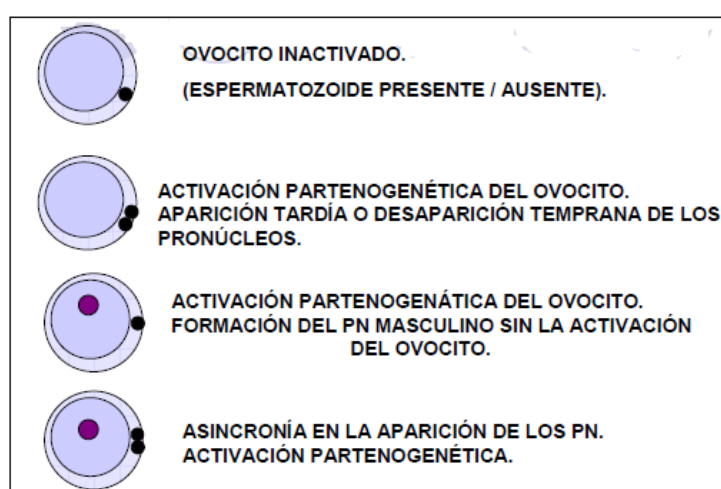 OVOCITO INACTIVADO.
(ESPERMATOZOIDE PRESENTE / AUSENTE).
ACTIVACIÓN PARTENOGENÉTICA DEL OVOCITO.
APARICIÓN TARDÍA O DESAPARICIÓN TEMPRANA DE LOS
PRONÚCLEOS.
ACTIVACIÓN PARTENOGENÁTICA DEL OVOCITO.
FORMACIÓN DEL PN MASCULINO SIN LA ACTIVACIÓN
DEL OVOCITO.
ASINCRONÍA EN LA APARICIÓN DE LOS PN.
ACTIVACIÓN PARTENOGENÉTICA.